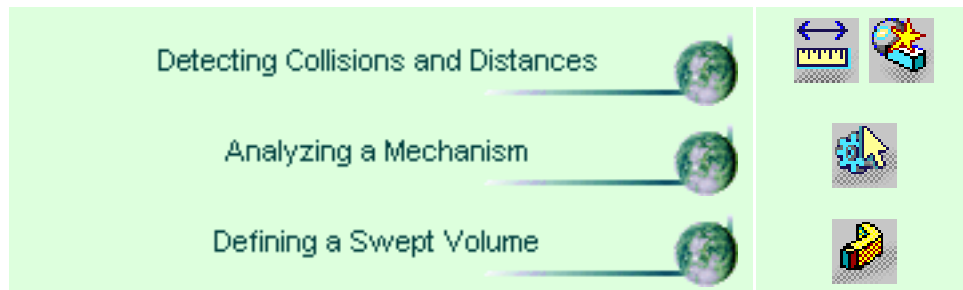 Detecting Collisions and Distances
Analyzing a Mechanism
Defining a Swept Volume